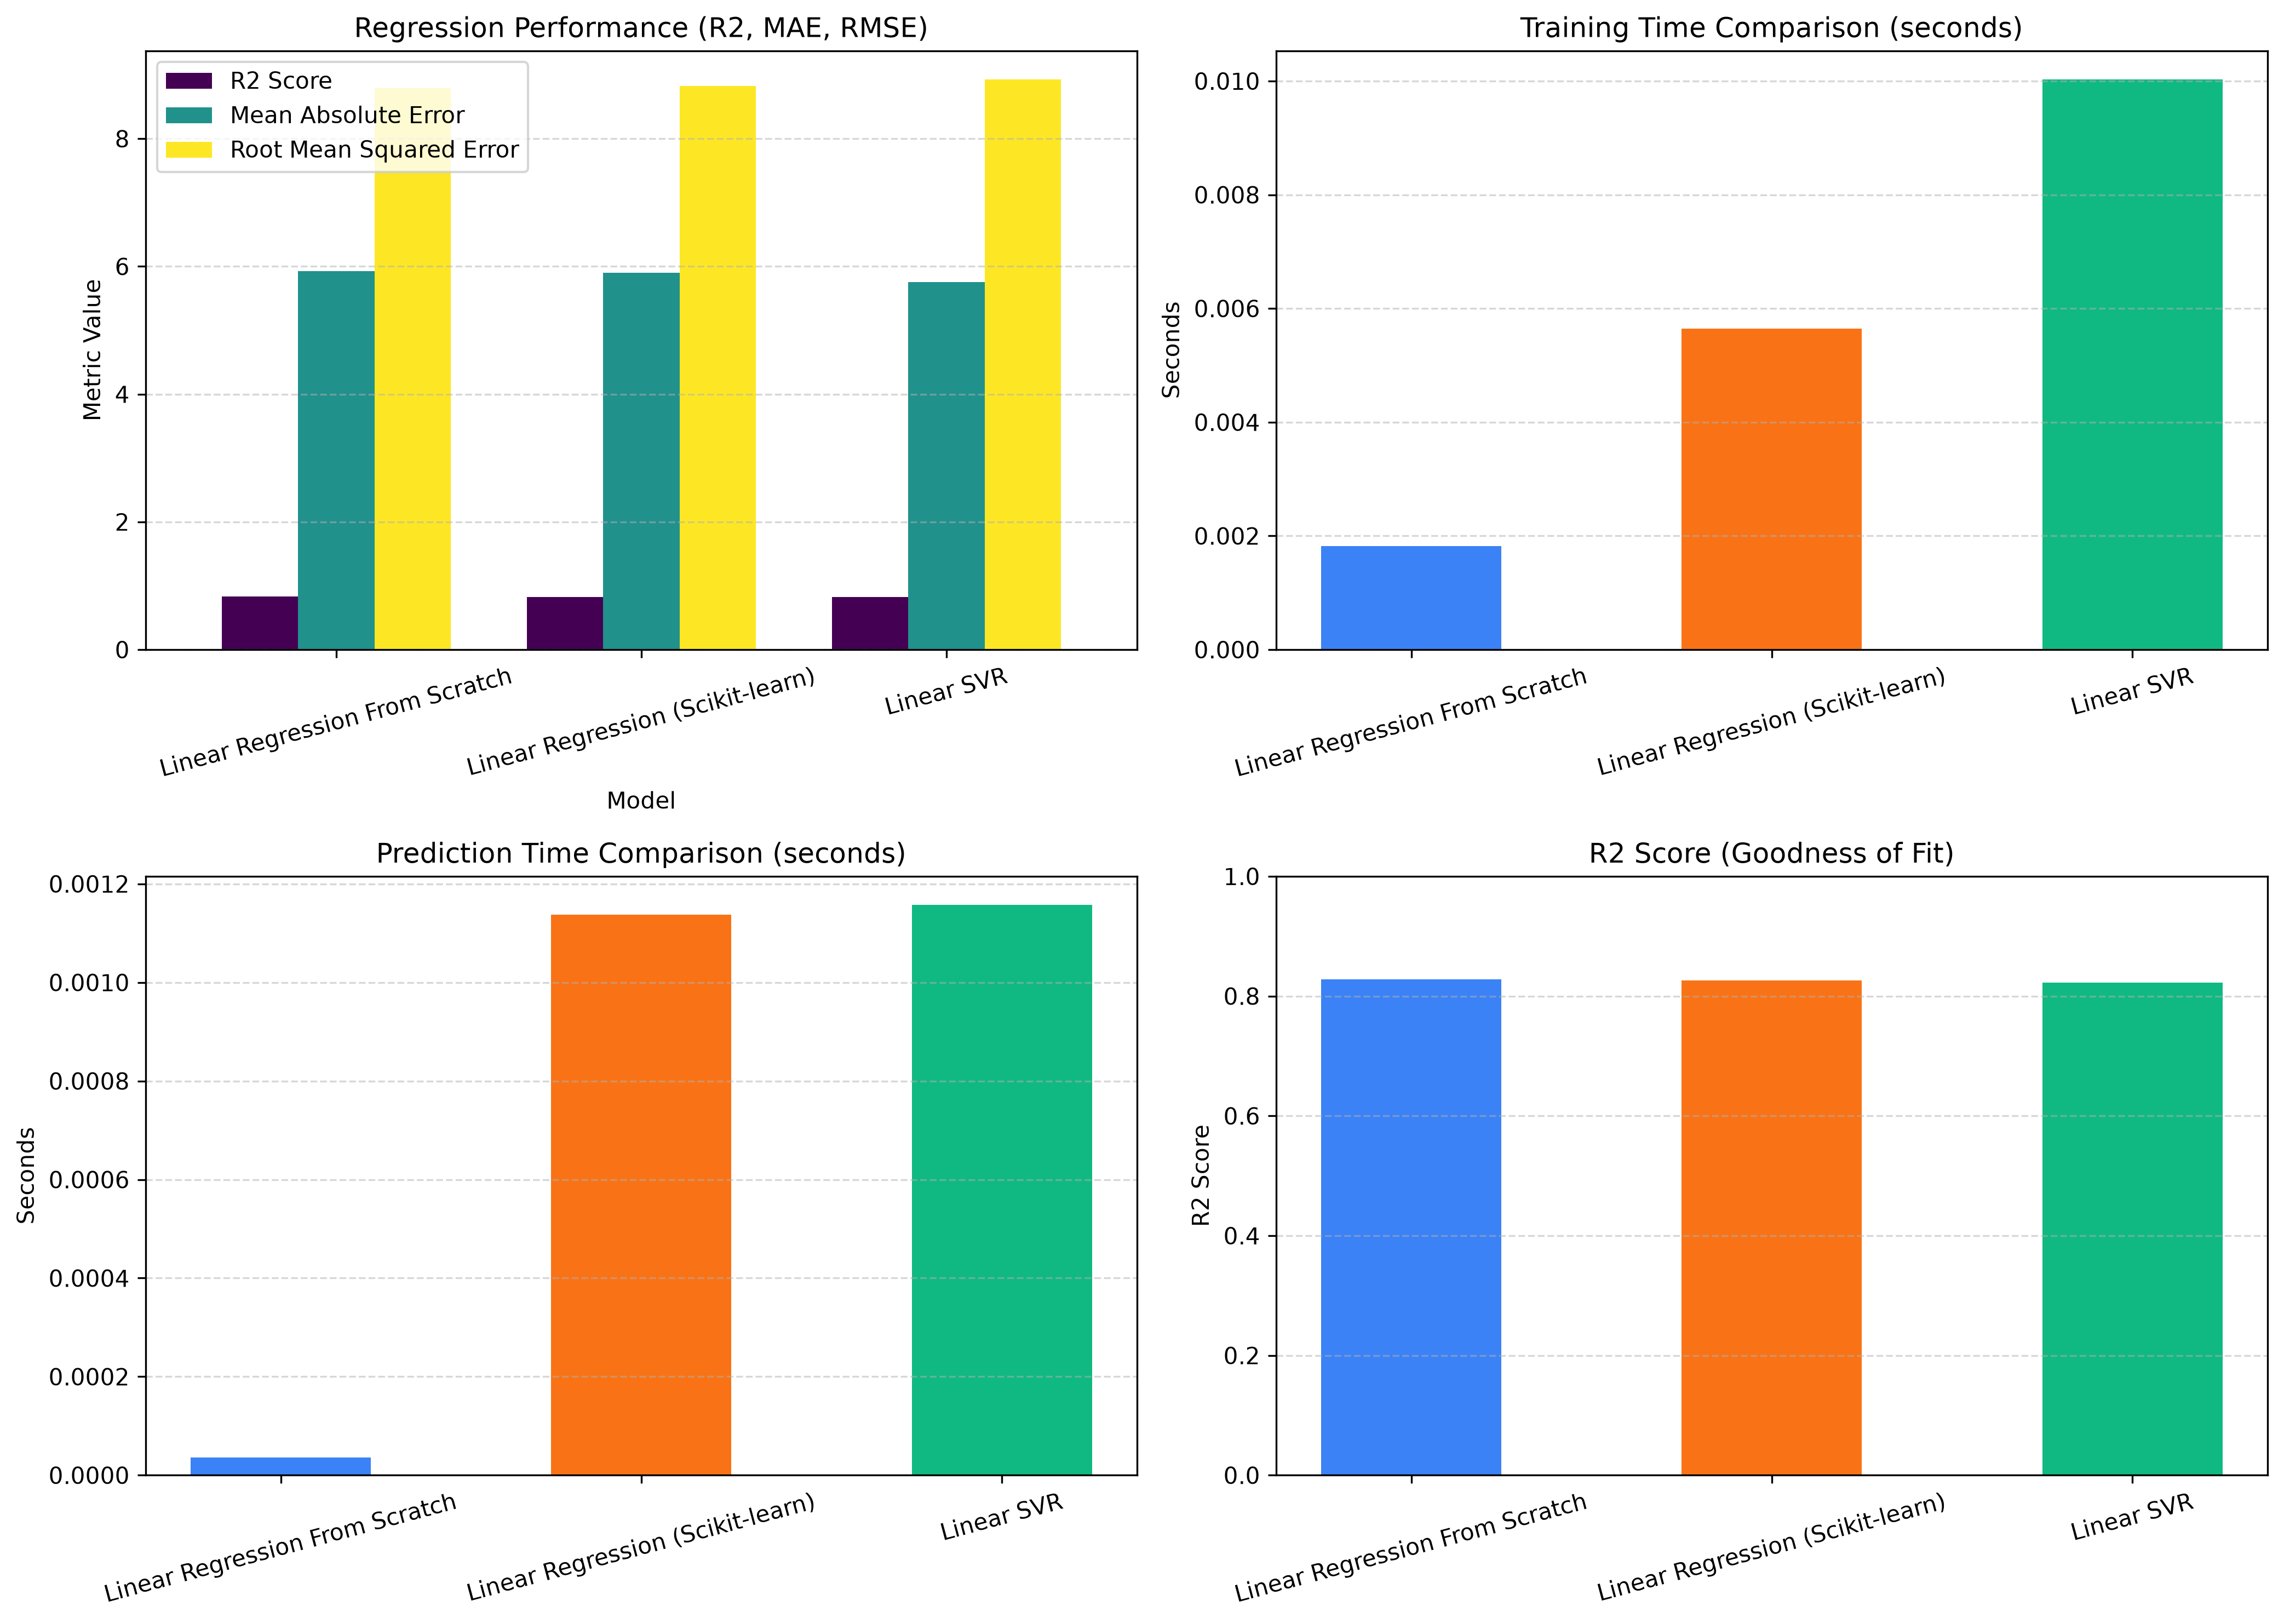 Regression Performance (R2, MAE, RMSE)
R2 Score
Mean Absolute Error
Root Mean Squared Error
Metric Value
8
6
4
2
0
Linear Regression From Scratch
Linear Regression (Scikit-learn)
Linear SVR
Model
Training Time Comparison (seconds)
Seconds
0.010
0.008
0.006
0.004
0.002
0.000
Linear Regression From Scratch
Linear Regression (Scikit-learn)
Linear SVR
Prediction Time Comparison (seconds)
Seconds
0.0012
0.0010
0.0008
0.0006
0.0004
0.0002
0.0000
Linear Regression From Scratch
Linear Regression (Scikit-learn)
Linear SVR
R2 Score (Goodness of Fit)
R2 Score
1.0
0.8
0.6
0.4
0.2
0.0
Linear Regression From Scratch
Linear Regression (Scikit-learn)
Linear SVR